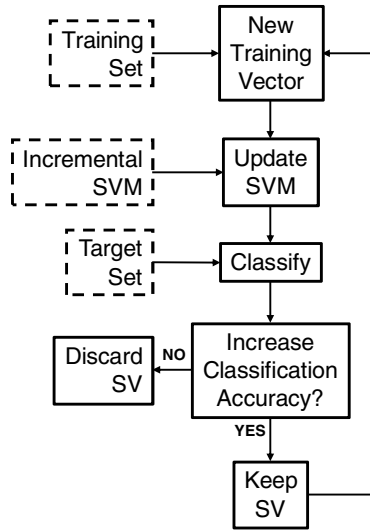 Training
Set
New
Training
Vector
Incremental
SVM
Update
SVM
Target
Set
Classify
Discard
SV
NO
Increase
Classification
Accuracy?
YES
Keep
SV